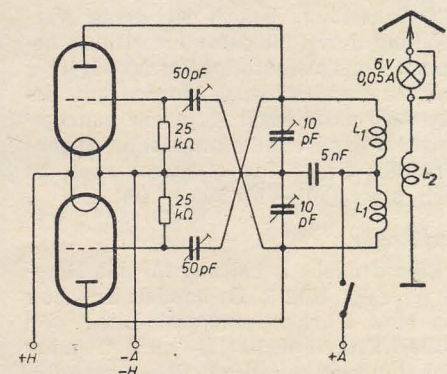 50pF
6V
0,05A
25
kΩ
10
pF
L₁
5nF
L₂
25
kΩ
10
pF
L₁
50pF
+H
-A
-H
+A